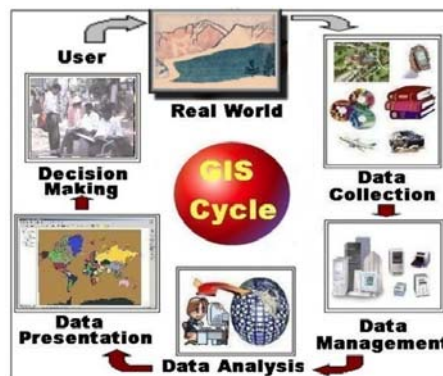 User
Real World
Data
Collection
Data
Management
Data Analysis
Data
Presentation
Decision
Making
GIS
Cycle